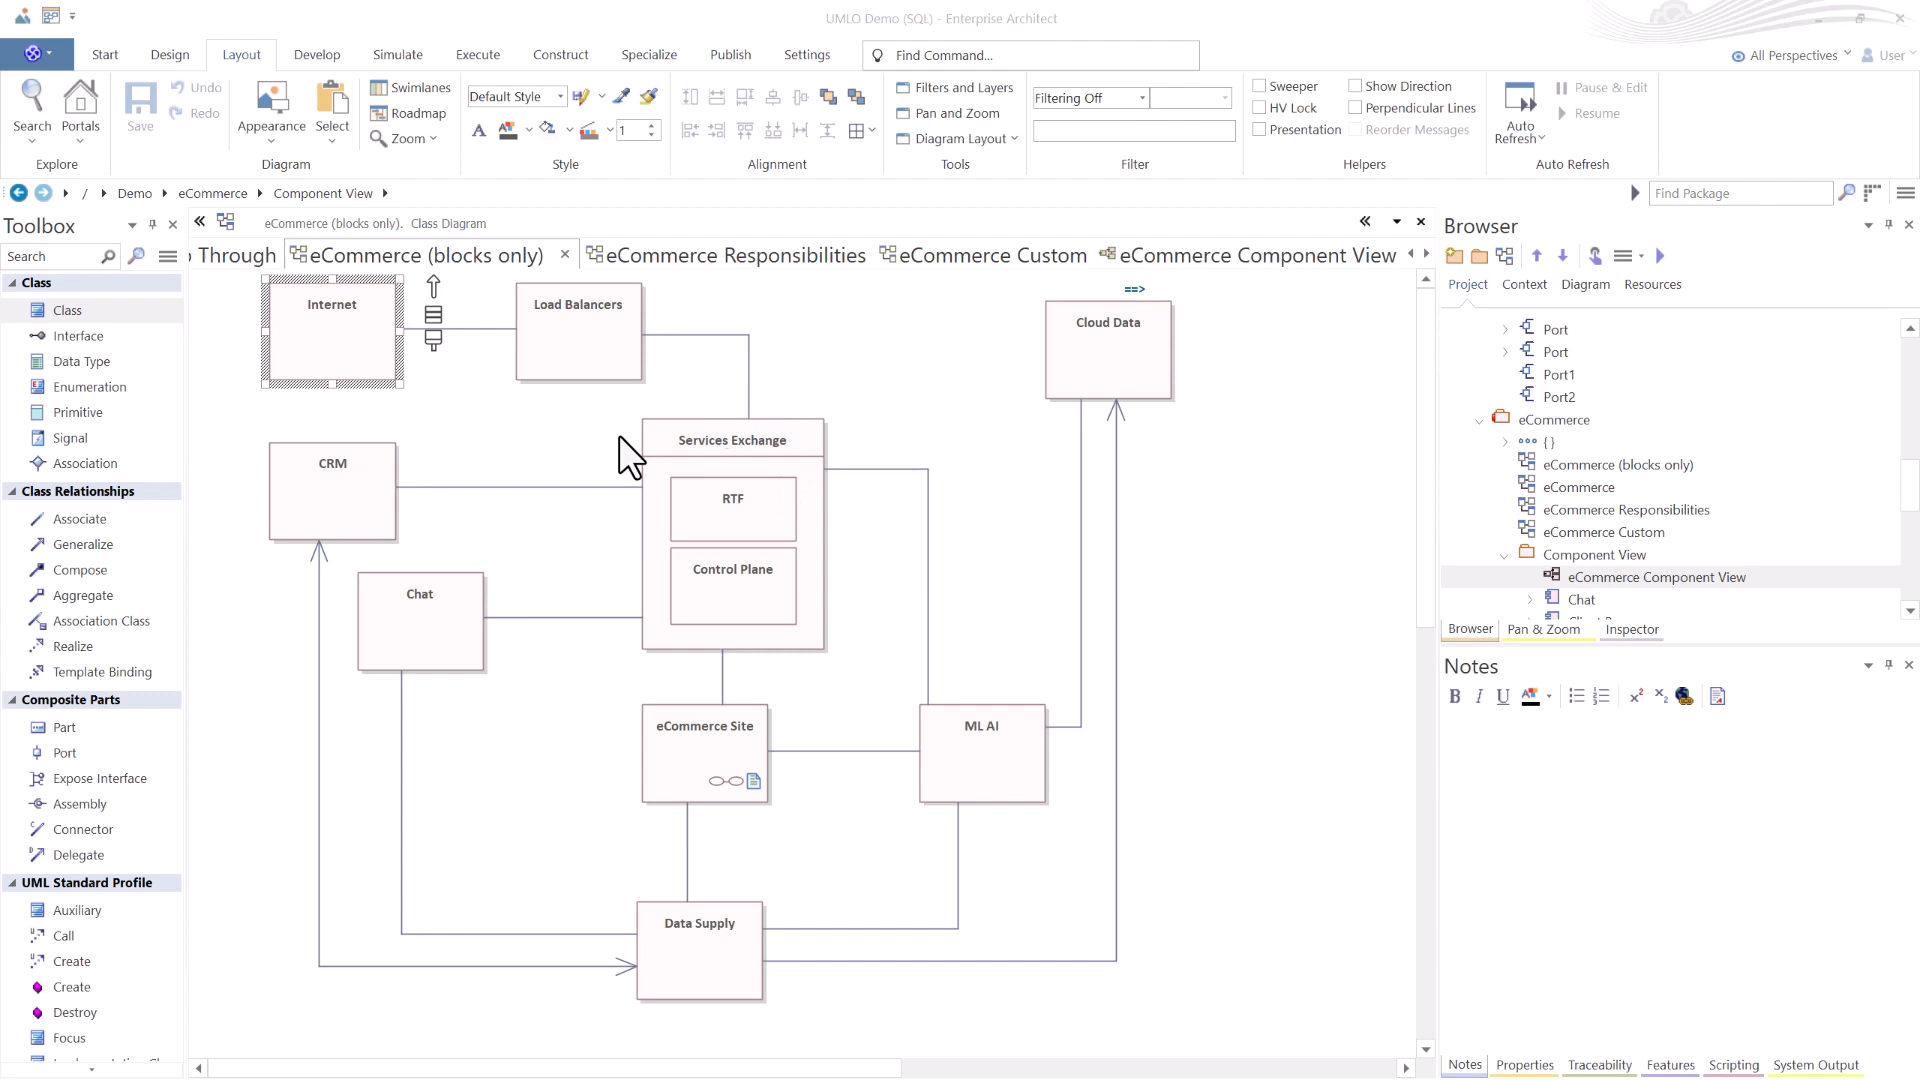 UMLO Demo (SQL) - Enterprise Architect
Start Design Layout Develop Simulate Execute Construct Specialize Publish Settings Find Command... All Perspectives User
Search Portals Save Undo Redo Appearance Select Swimlanes Roadmap Zoom
Default Style 1
Filters and Layers
Pan and Zoom
Diagram Layout
Filtering Off
Sweeper Show Direction
HV Lock Perpendicular Lines
Presentation Reorder Messages
Auto Refresh Pause & Edit Resume
Explore Diagram Style Alignment Tools Filter Helpers Auto Refresh
/ Demo eCommerce Component View Find Package
Toolbox
Search
Class
Class
Interface
Data Type
Enumeration
Primitive
Signal
Association
Class Relationships
Associate
Generalize
Compose
Aggregate
Association Class
Realize
Template Binding
Composite Parts
Part
Port
Expose Interface
Assembly
Connector
Delegate
UML Standard Profile
Auxiliary
Call
Create
Create
Destroy
Focus
eCommerce (blocks only). Class Diagram
Through eCommerce (blocks only) eCommerce Responsibilities eCommerce Custom eCommerce Component View
Internet
Load Balancers
==>
Cloud Data
Services Exchange
CRM
RTF
Control Plane
Chat
eCommerce Site
ML AI
Data Supply
Browser
Project Context Diagram Resources
Port
Port
Port1
Port2
eCommerce
{ }
eCommerce (blocks only)
eCommerce
eCommerce Responsibilities
eCommerce Custom
Component View
eCommerce Component View
Chat
Browser Pan & Zoom Inspector
Notes
B I U
Notes Properties Traceability Features Scripting System Output